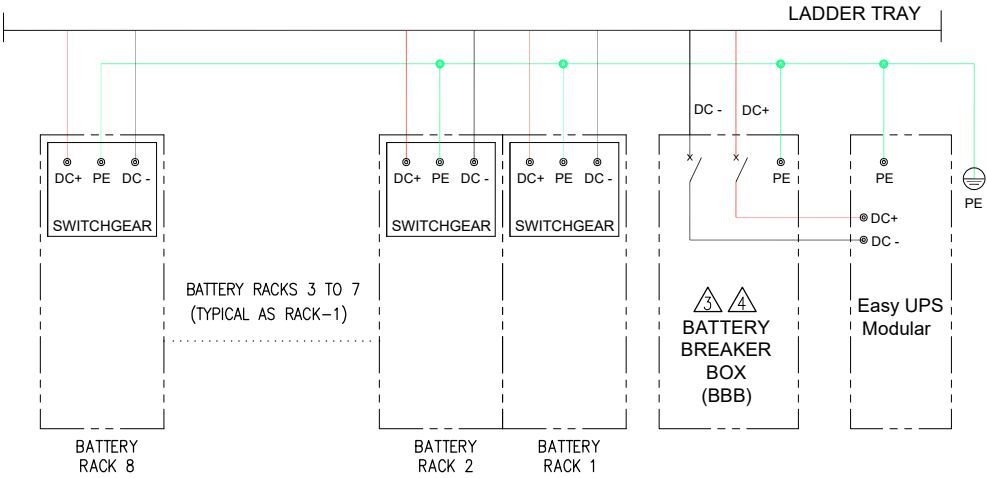 LADDER TRAY
DC - DC+
DC+ PE DC -
SWITCHGEAR
DC+ PE DC -
SWITCHGEAR
DC+ PE DC -
SWITCHGEAR
PE
PE
PE
DC+
DC -
BATTERY RACKS 3 TO 7
(TYPICAL AS RACK-1)
3 4
BATTERY
BREAKER
BOX
(BBB)
Easy UPS
Modular
BATTERY
RACK 8
BATTERY
RACK 2
BATTERY
RACK 1